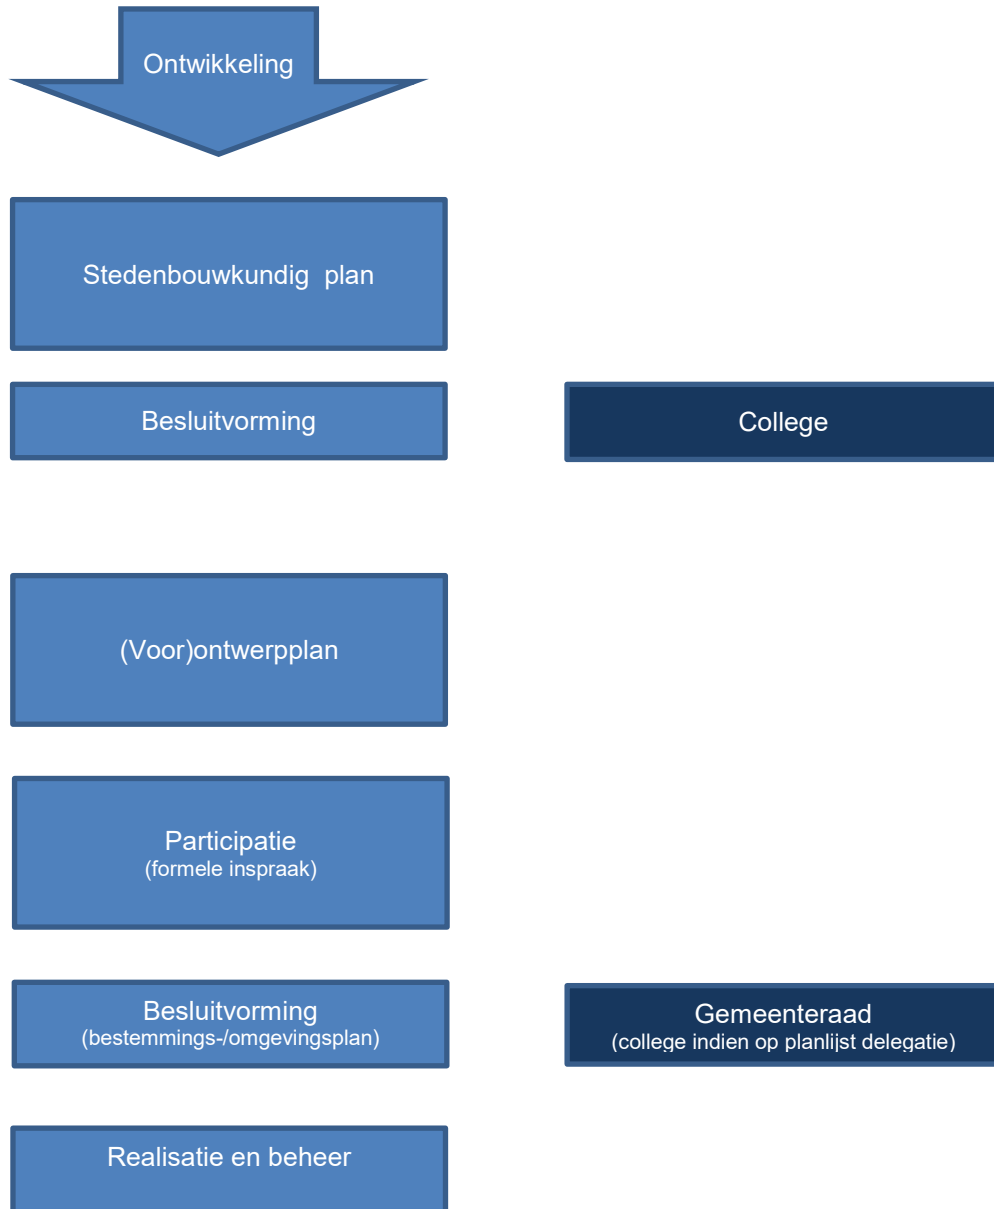 Ontwikkeling
Stedenbouwkundig plan
Besluitvorming
College
(Voor)ontwerpplan
Participatie
(formele inspraak)
Besluitvorming
(bestemmings-/omgevingsplan)
Gemeenteraad
(college indien op planlijst delegatie)
Realisatie en beheer